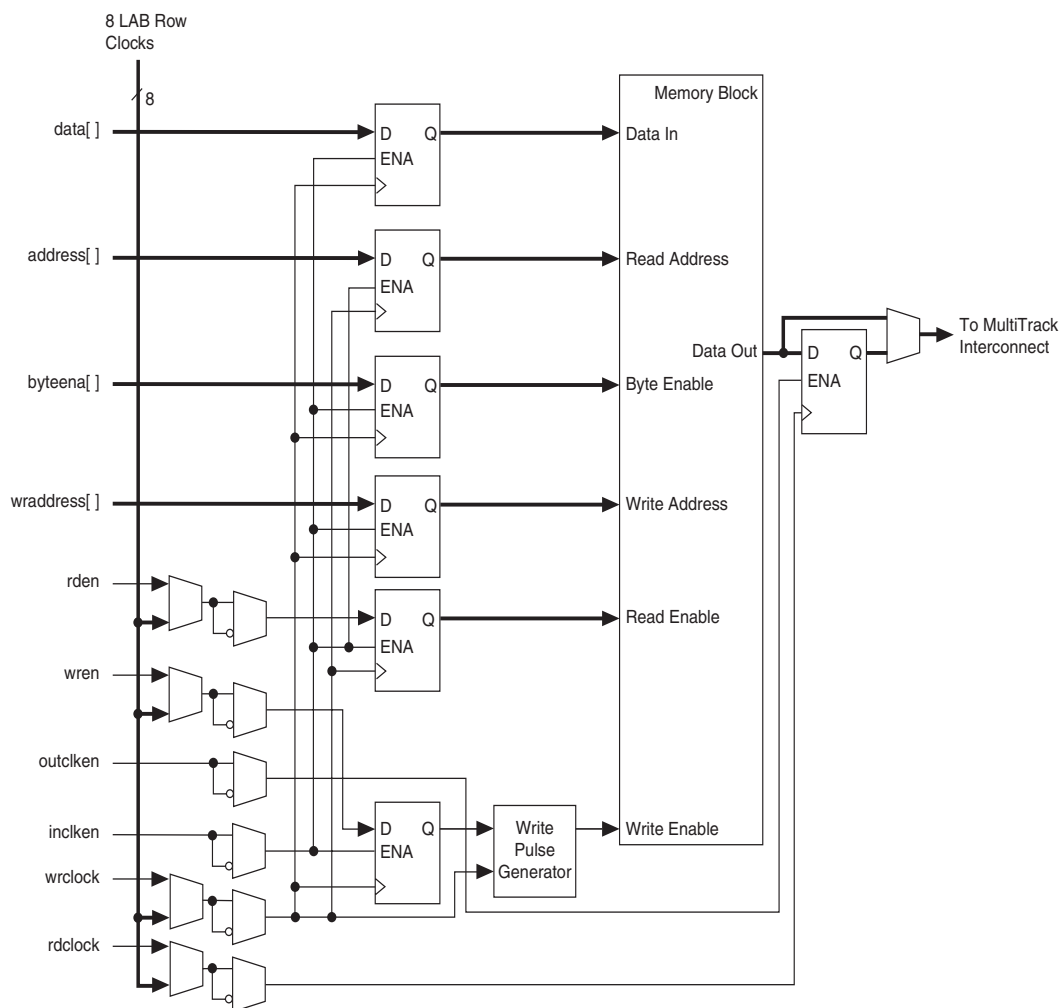 8 LAB Row
Clocks
8
Memory Block
data[ ]
D Q
ENA
Data In
address[ ]
D Q
ENA
Read Address
To MultiTrack
Interconnect
Data Out
D Q
ENA
byteena[ ]
D Q
ENA
Byte Enable
wraddress[ ]
D Q
ENA
Write Address
rden
D Q
ENA
Read Enable
wren
outclken
inclken
D Q
ENA
Write
Pulse
Generator
Write Enable
wrclock
rdclock